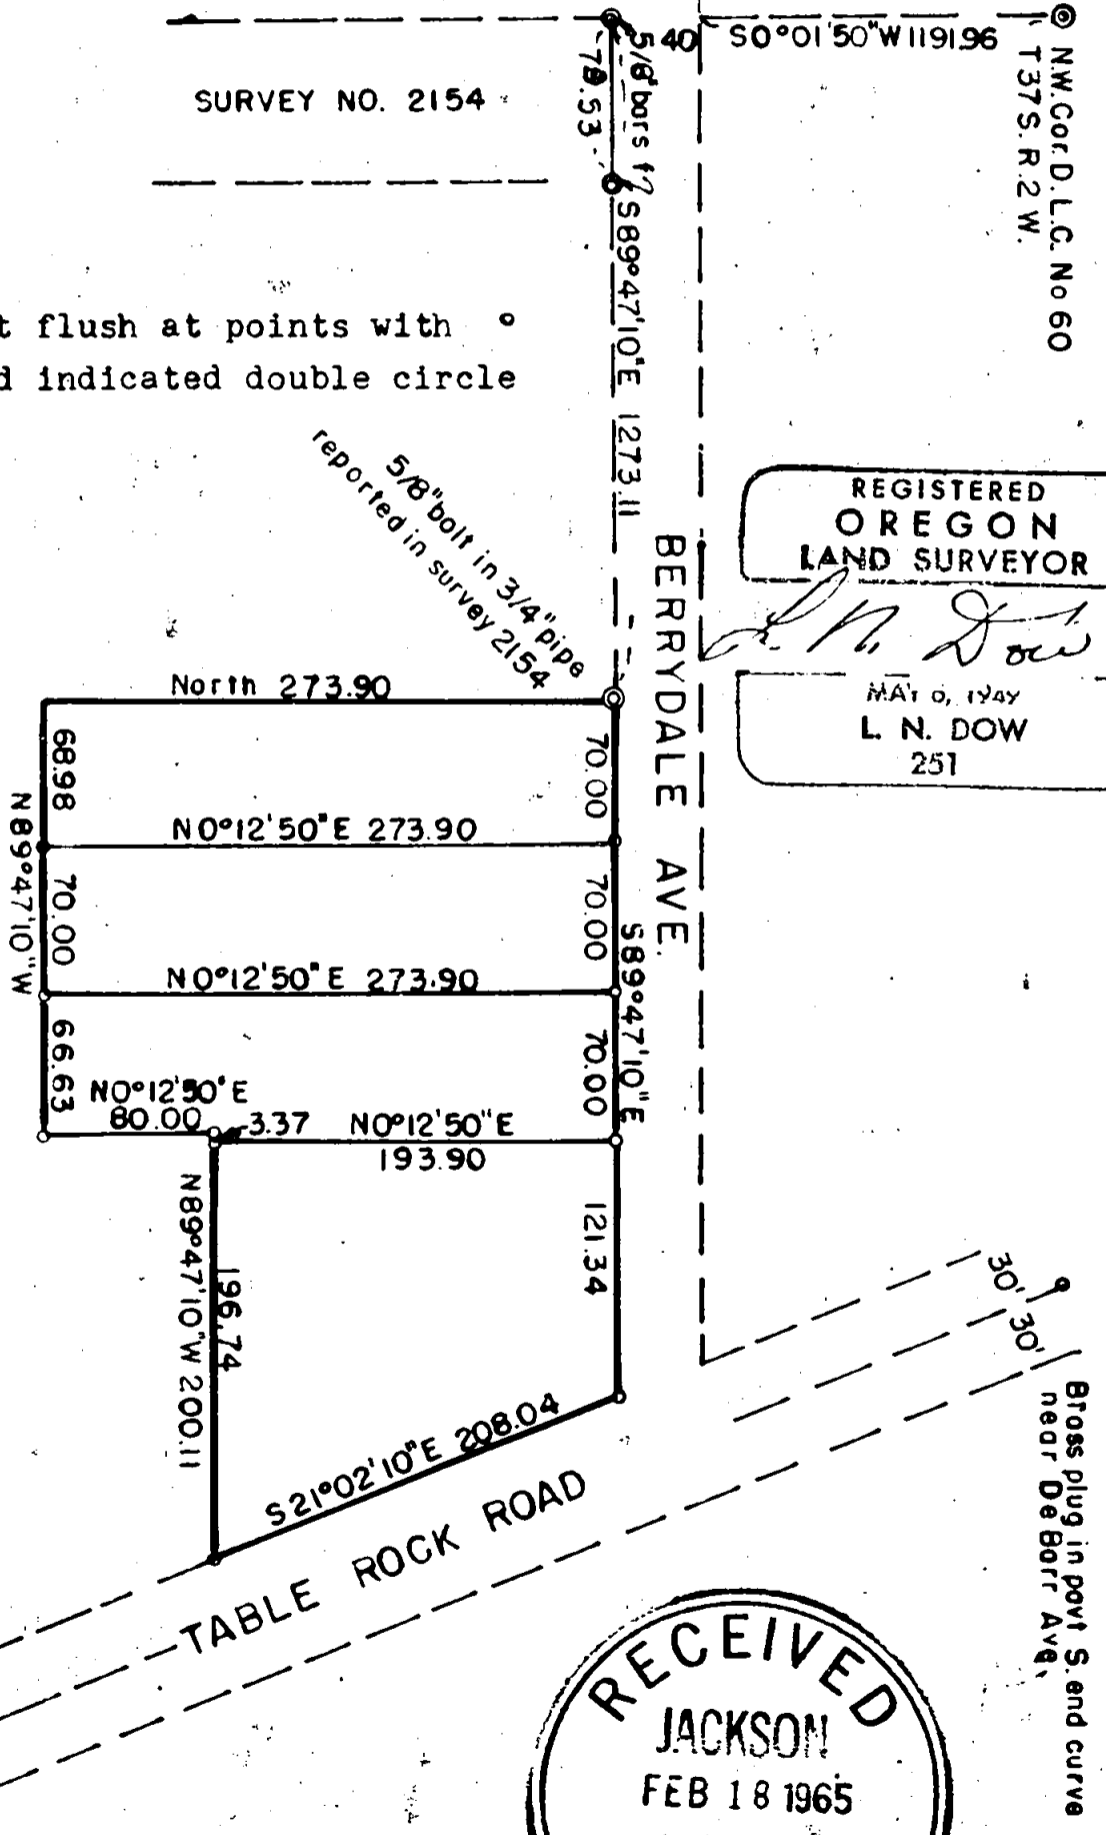 S0°01'50"W 1191.96
N.W. Cor. D.L.C. No 60
T 37 S. R. 2 W.
40
5/8" bars f'
SURVEY NO. 2154
S89°47'10"E 1273.11
t flush at points with °
d indicated double circle
5/8" bolt in 3/4" pipe
reported in survey 2154
REGISTERED
OREGON
LAND SURVEYOR
L. N. Dow
L. N. DOW
251
BERRYDALE AVE.
North 273.90
68.98
70.00
N0°12'50"E 273.90
N89°47'10"W
70.00
70.00
S89°47'10"E
N0°12'50"E 273.90
66.63
70.00
N0°12'50"E
80.00
3.37
N0°12'50"E
193.90
121.34
196.74
N89°47'10"W 200.11
S21°02'10"E 208.04
30'
30'
TABLE ROCK ROAD
Brass plug in pavt S. end curve
near De Barr Ave.
RECEIVED
JACKSON
FEB 18 1965